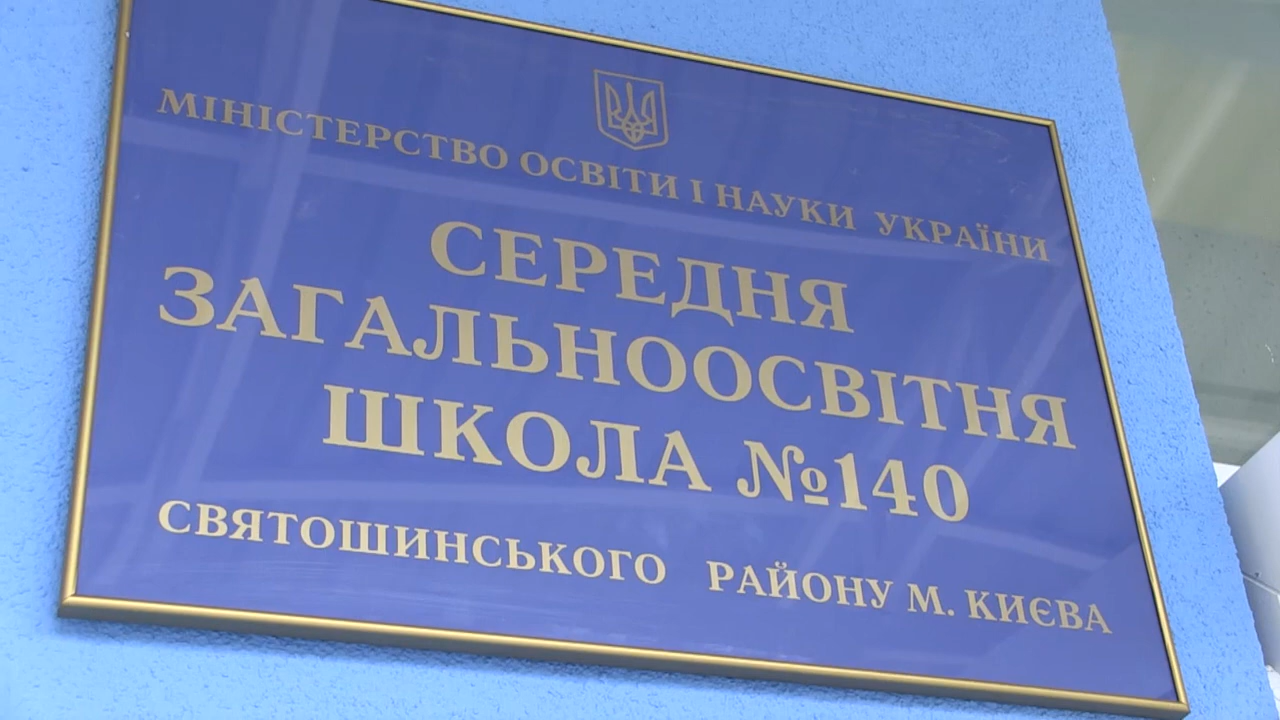 МІНІСТЕРСТВО ОСВІТИ І НАУКИ УКРАЇНИ
СЕРЕДНЯ
ЗАГАЛЬНООСВІТНЯ
ШКОЛА №140
СВЯТОШИНСЬКОГО РАЙОНУ М. КИЄВА